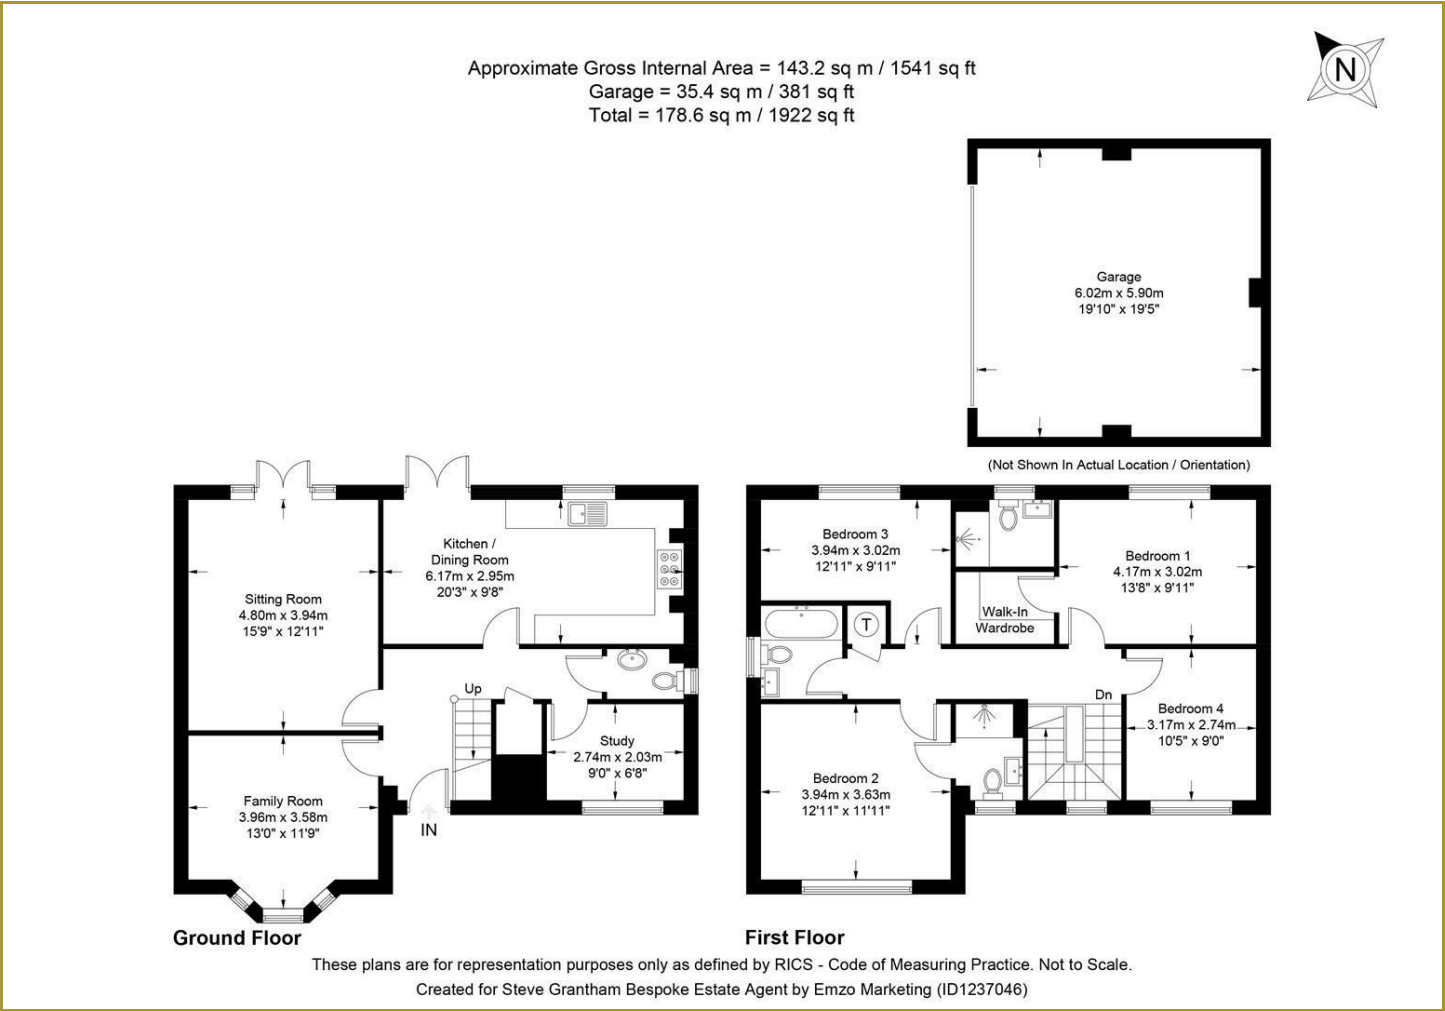 Approximate Gross Internal Area = 143.2 sq m / 1541 sq ft
Garage = 35.4 sq m / 381 sq ft
Total = 178.6 sq m / 1922 sq ft
N
Garage
6.02m x 5.90m
19'10" x 19'5"
(Not Shown In Actual Location / Orientation)
Kitchen /
Dining Room
6.17m x 2.95m
20'3" x 9'8"
Sitting Room
4.80m x 3.94m
15'9" x 12'11"
Up
Study
2.74m x 2.03m
9'0" x 6'8"
Family Room
3.96m x 3.58m
13'0" x 11'9"
IN
Ground Floor
Bedroom 3
3.94m x 3.02m
12'11" x 9'11"
Bedroom 1
4.17m x 3.02m
13'8" x 9'11"
Walk-In
Wardrobe
T
Dn
Bedroom 4
3.17m x 2.74m
10'5" x 9'0"
Bedroom 2
3.94m x 3.63m
12'11" x 11'11"
First Floor
These plans are for representation purposes only as defined by RICS - Code of Measuring Practice. Not to Scale.
Created for Steve Grantham Bespoke Estate Agent by Emzo Marketing (ID1237046)